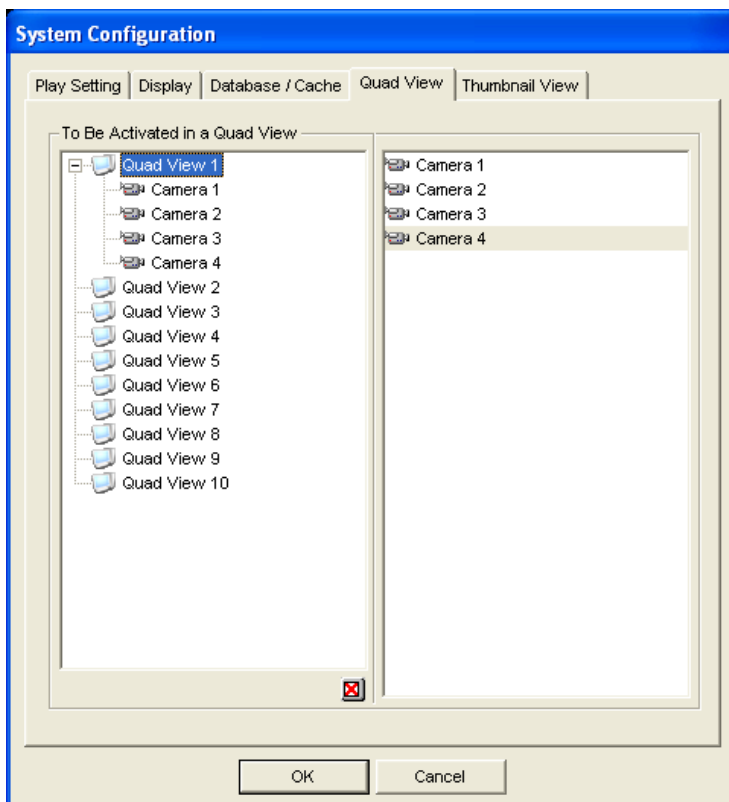 System Configuration
Play Setting Display Database / Cache Quad View Thumbnail View
To Be Activated in a Quad View
Quad View 1
Camera 1
Camera 2
Camera 3
Camera 4
Quad View 2
Quad View 3
Quad View 4
Quad View 5
Quad View 6
Quad View 7
Quad View 8
Quad View 9
Quad View 10
Camera 1
Camera 2
Camera 3
Camera 4
OK Cancel